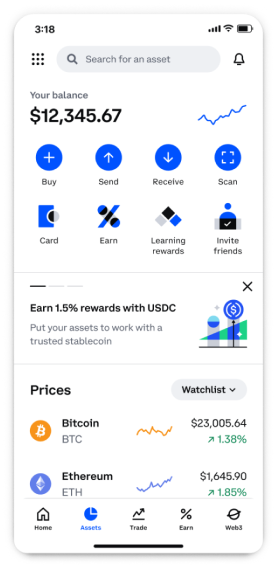 3:18
Search for an asset
Your balance
$12,345.67
Buy
Send
Receive
Scan
Card
Earn
Learning
rewards
Invite
friends
Earn 1.5% rewards with USDC
Put your assets to work with a
trusted stablecoin
Prices
Watchlist
Bitcoin
$23,005.64
BTC
↗ 1.38%
Ethereum
$1,645.90
ETH
↗ 1.85%
Home
Assets
Trade
Earn
Web3